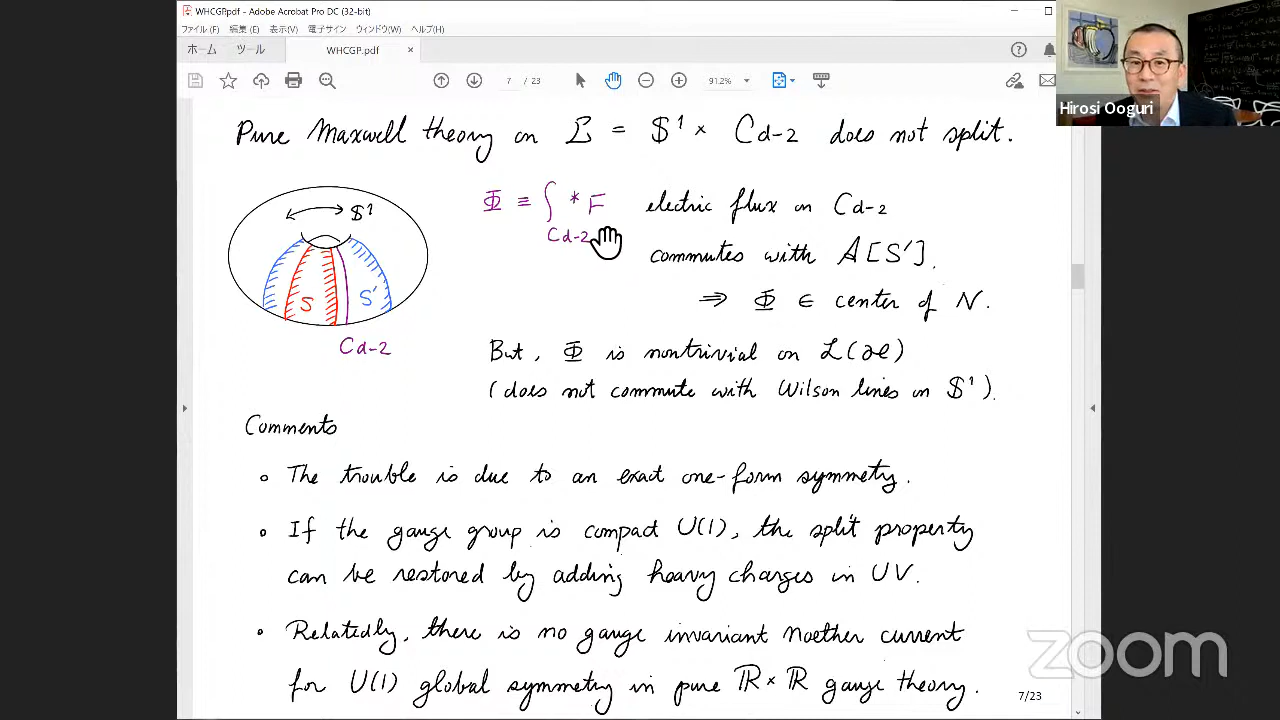 WHCGP.pdf - Adobe Acrobat Pro DC (32-bit)
ファイル(F) 編集(E) 表示(V) 電子サイン ウィンドウ(W) ヘルプ(H)
ホーム ツール WHCGP.pdf ×
7 / 23 91.2%
Hirosi Ooguri
Pure Maxwell theory on Σ = $¹ × Cd-2 does not split.
$¹
S
S'
Cd-2
Φ ≡ ∫ *F electric flux on Cd-2
Cd-2
commutes with A[S'].
⇒ Φ ∈ center of N.
But, Φ is nontrivial on L(∂e)
(does not commute with Wilson lines on $¹).
Comments
◦ The trouble is due to an exact one-form symmetry.
◦ If the gauge group is compact U(1), the split property
can be restored by adding heavy charges in UV.
◦ Relatedly, there is no gauge invariant Noether current
for U(1) global symmetry in pure ℝ×ℝ gauge theory.
7/23
zoom